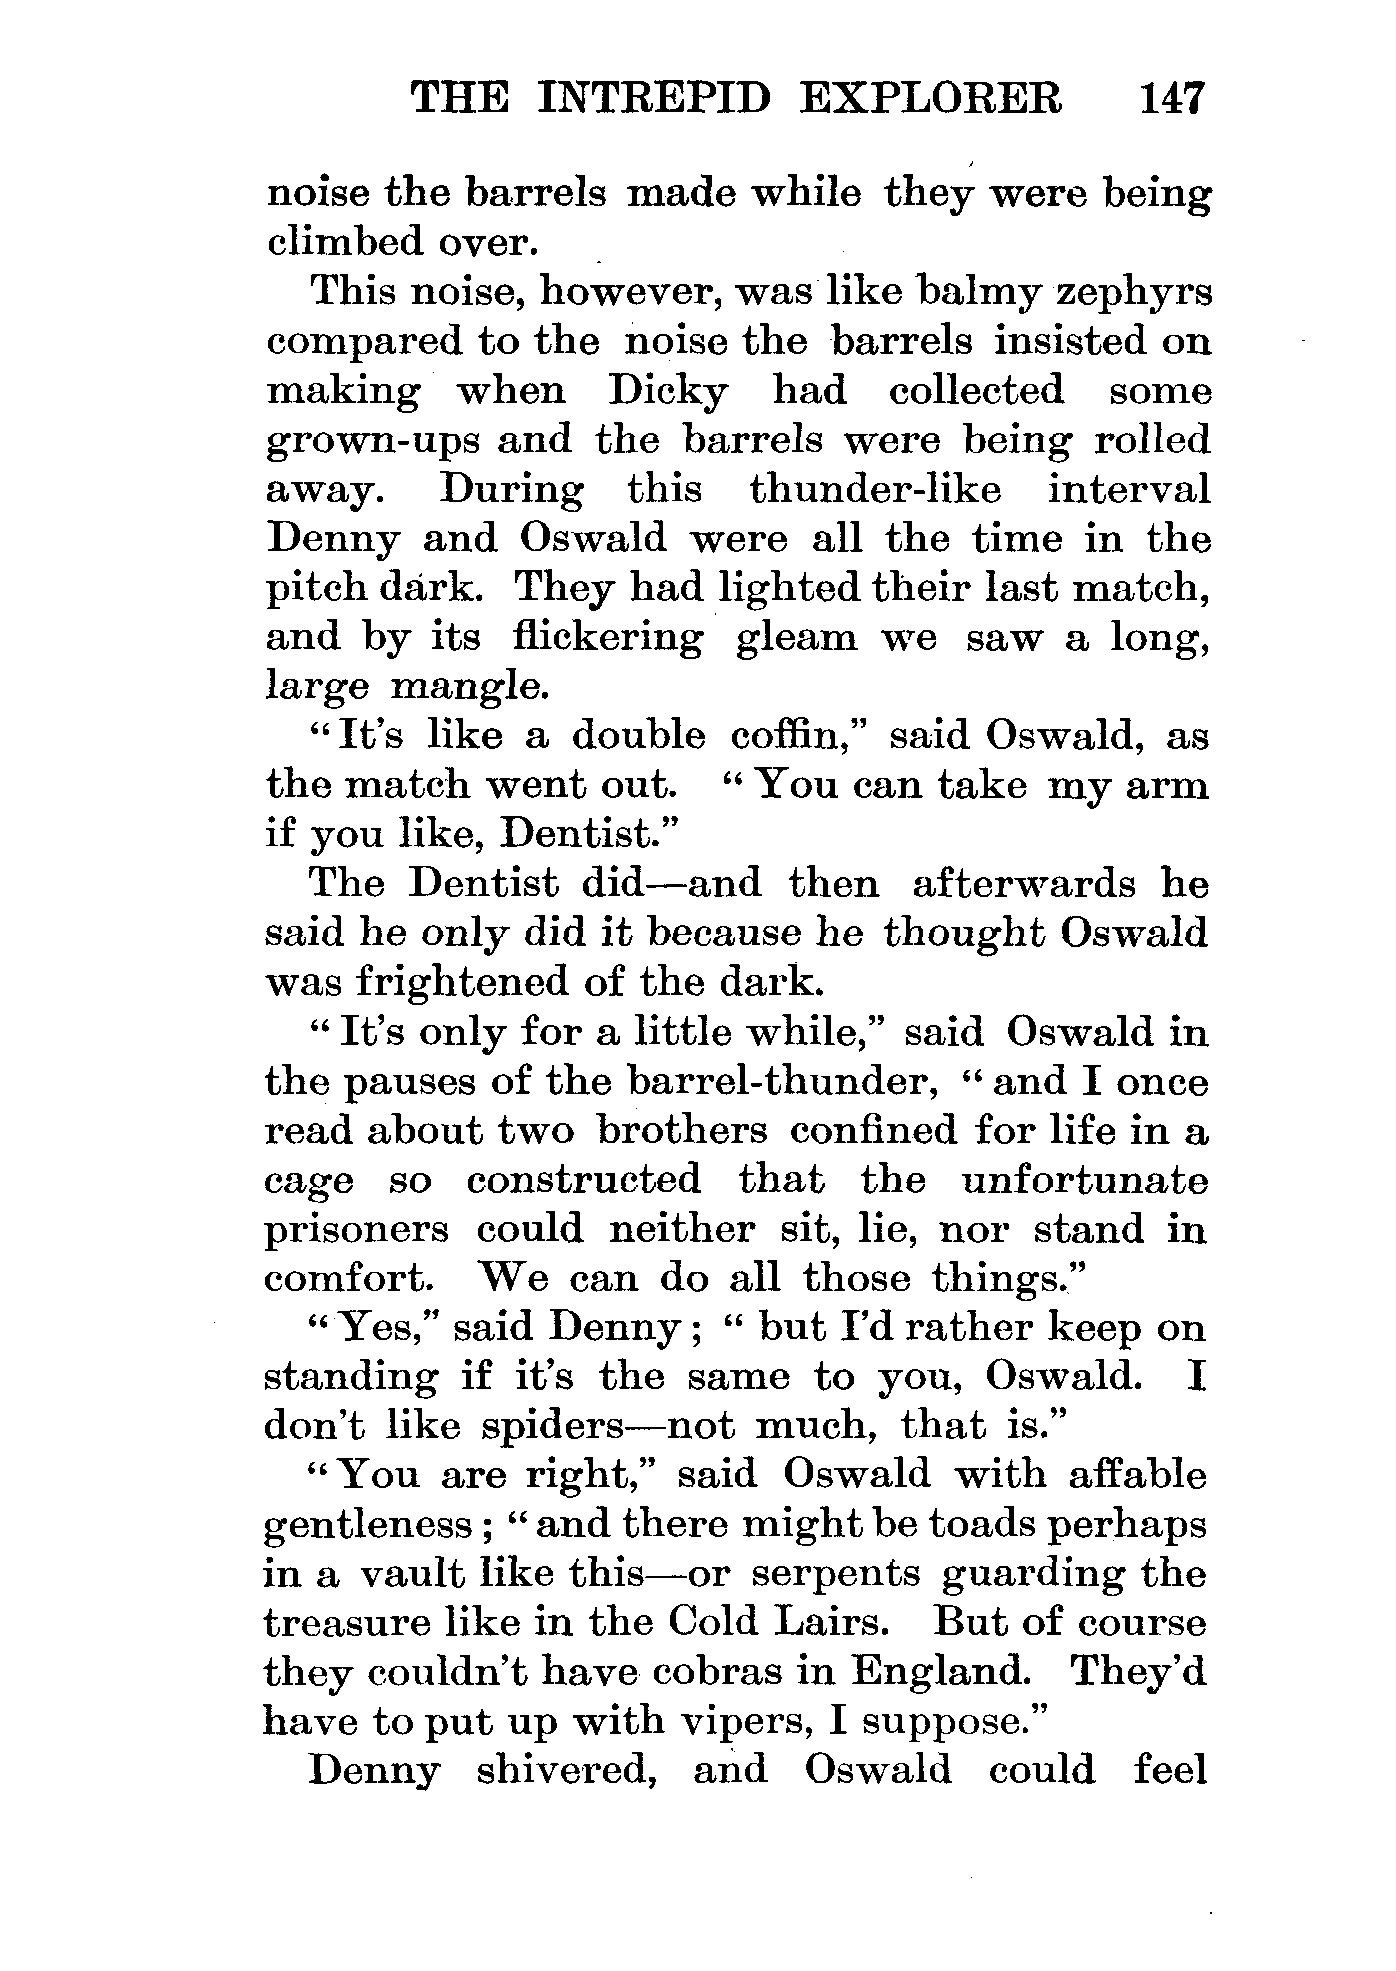 THE INTREPID EXPLORER 147
noise the barrels made while they were being
climbed over.
This noise, however, was like balmy zephyrs
compared to the noise the barrels insisted on
making when Dicky had collected some
grown-ups and the barrels were being rolled
away. During this thunder-like interval
Denny and Oswald were all the time in the
pitch dark. They had lighted their last match,
and by its flickering gleam we saw a long,
large mangle.
"It's like a double coffin," said Oswald, as
the match went out. "You can take my arm
if you like, Dentist."
The Dentist did—and then afterwards he
said he only did it because he thought Oswald
was frightened of the dark.
"It's only for a little while," said Oswald in
the pauses of the barrel-thunder, "and I once
read about two brothers confined for life in a
cage so constructed that the unfortunate
prisoners could neither sit, lie, nor stand in
comfort. We can do all those things."
"Yes," said Denny; "but I'd rather keep on
standing if it's the same to you, Oswald. I
don't like spiders—not much, that is."
"You are right," said Oswald with affable
gentleness; "and there might be toads perhaps
in a vault like this—or serpents guarding the
treasure like in the Cold Lairs. But of course
they couldn't have cobras in England. They'd
have to put up with vipers, I suppose."
Denny shivered, and Oswald could feel